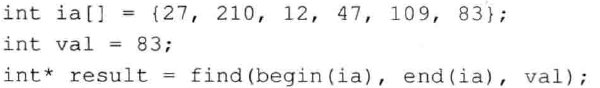 int ia[] = {27, 210, 12, 47, 109, 83};
int val = 83;
int* result = find(begin(ia), end(ia), val);